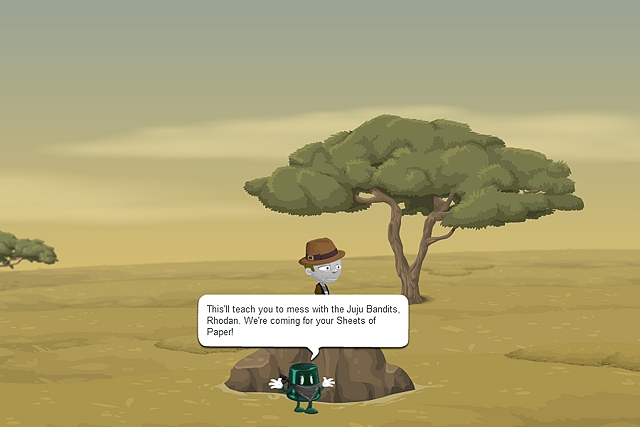 This'll teach you to mess with the Juju Bandits,
Rhodan. We're coming for your Sheets of
Paper!